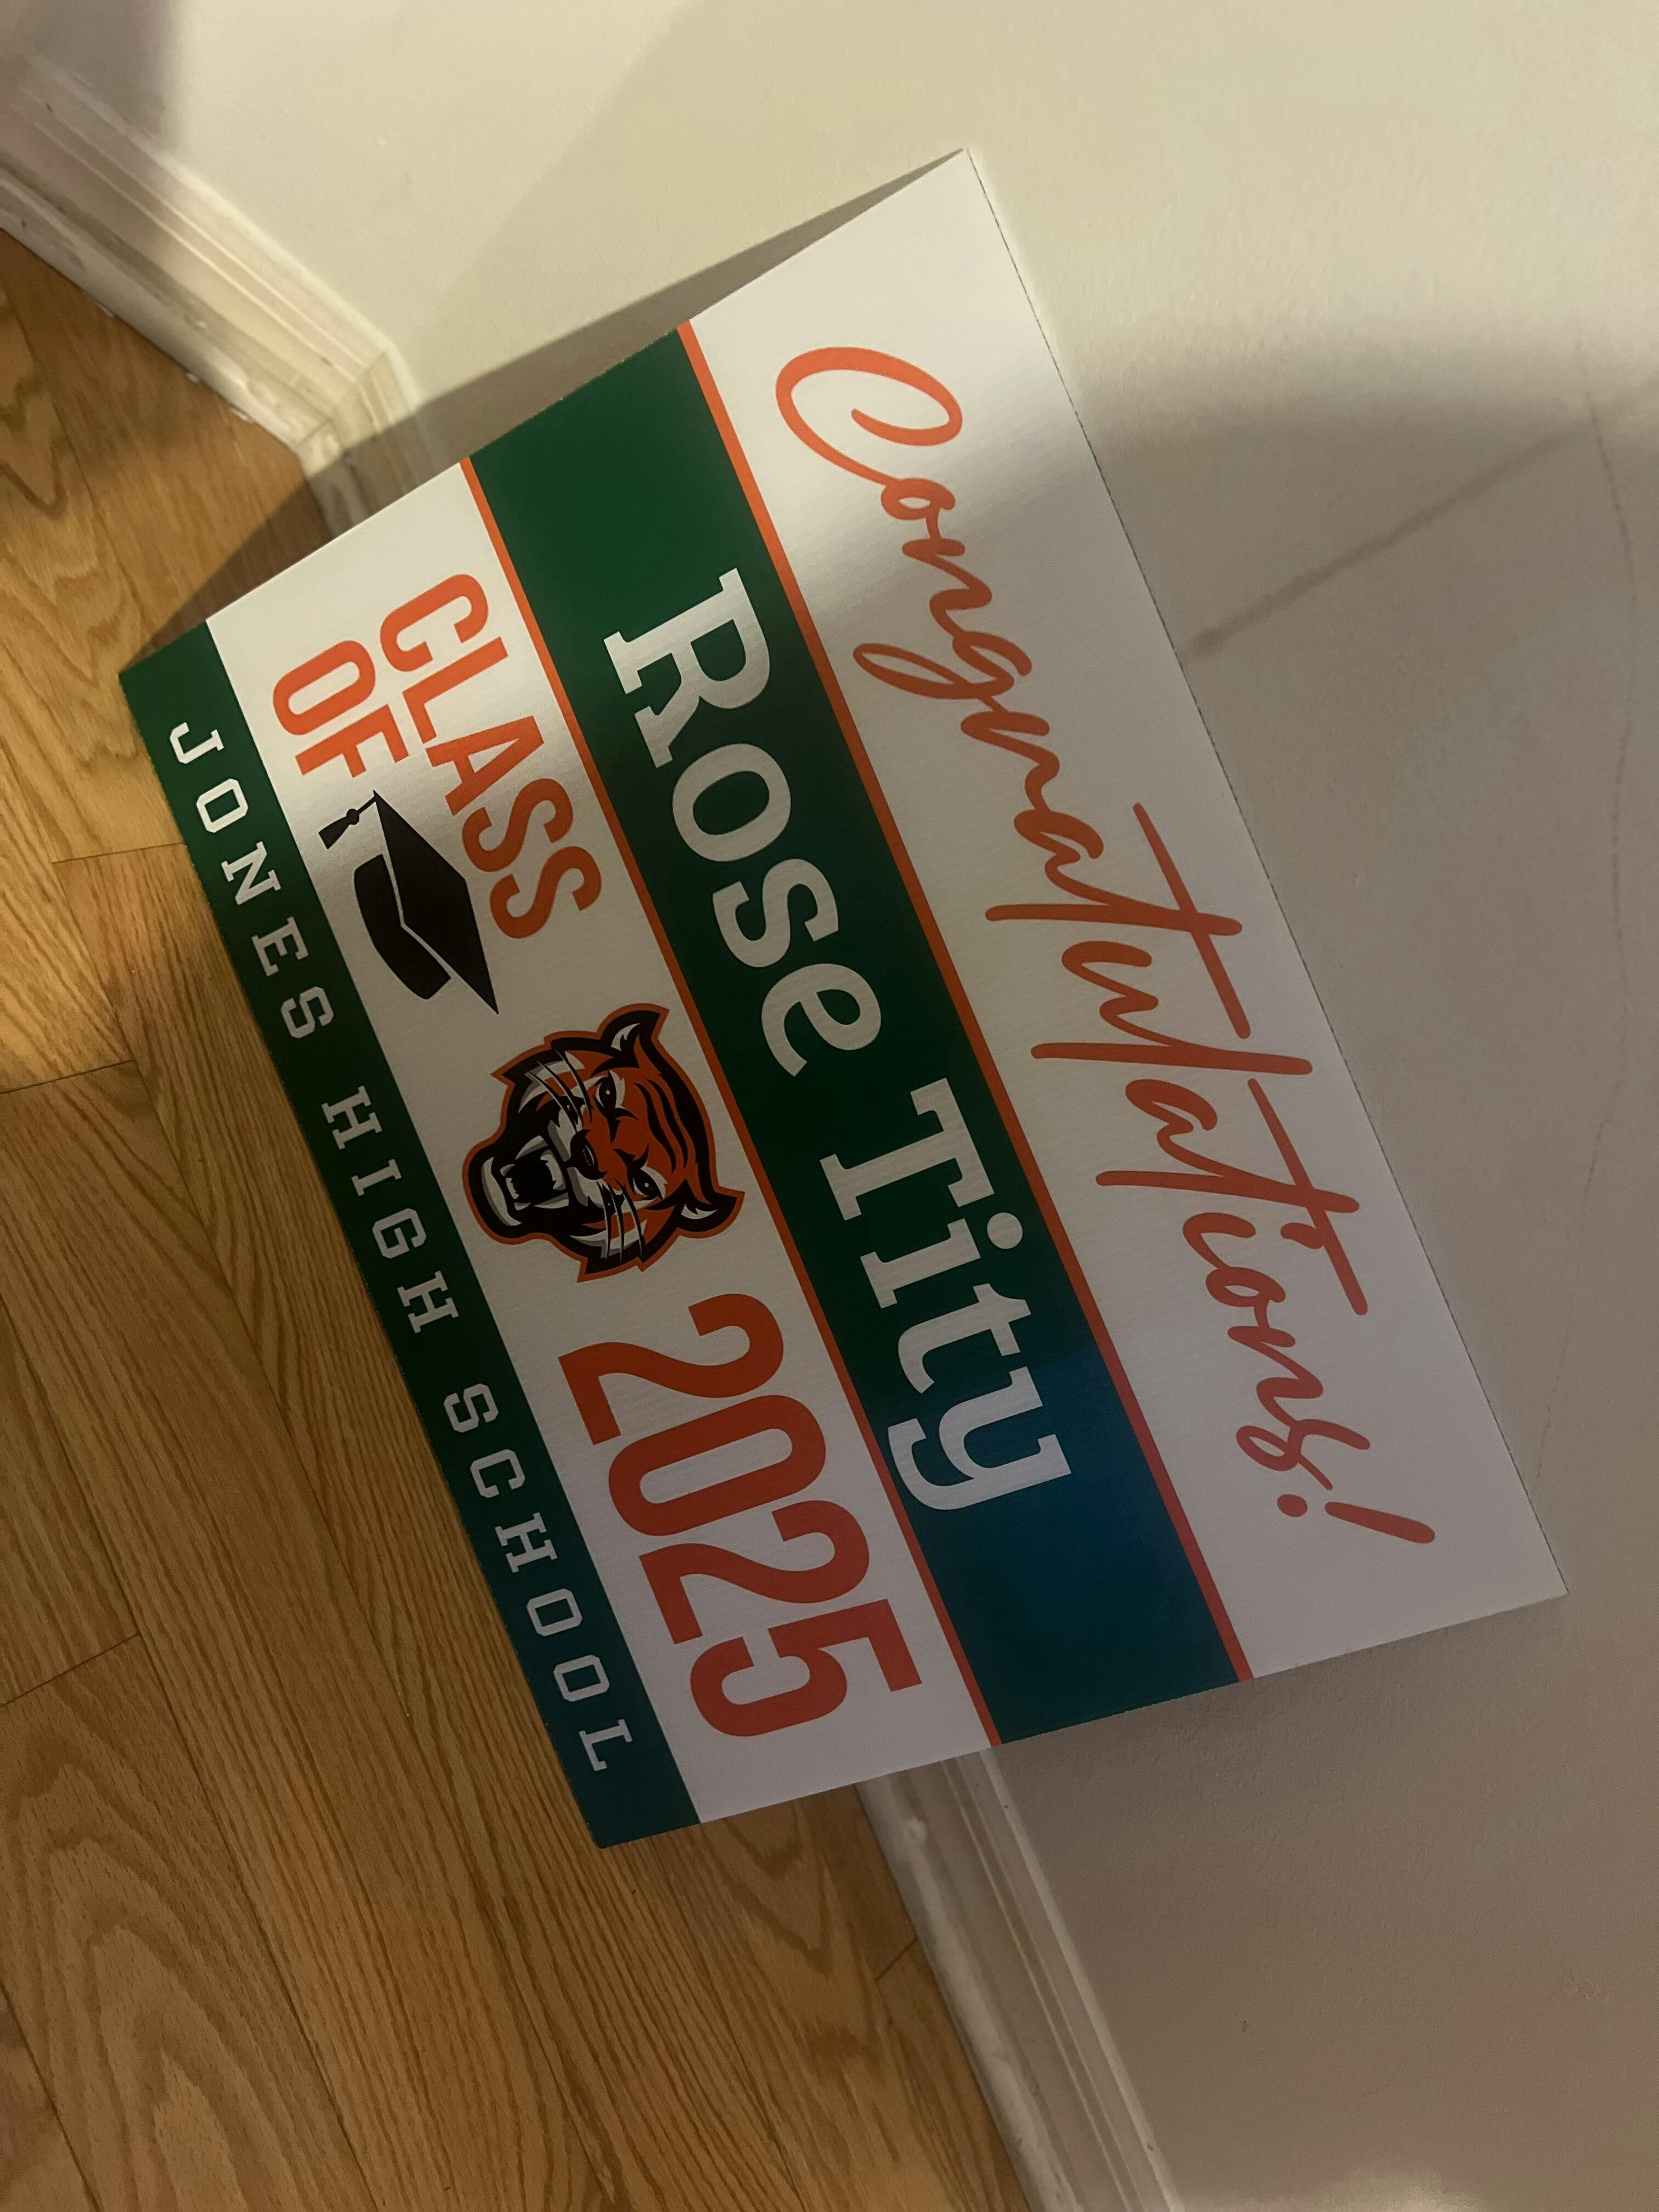 Congratulations!
Rose Tity
CLASS
OF
2025
JONES HIGH SCHOOL